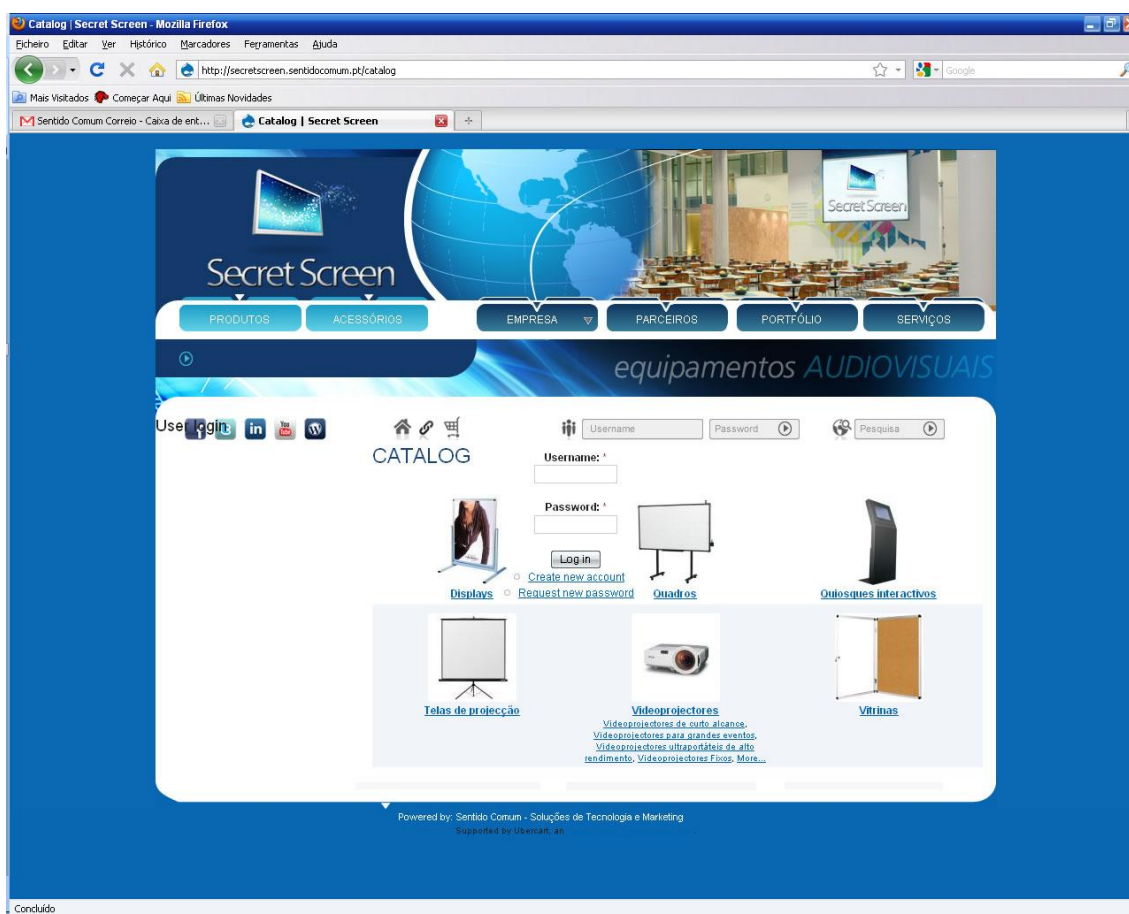 Catalog | Secret Screen - Mozilla Firefox
Ficheiro Editar Ver Histórico Marcadores Ferramentas Ajuda
http://secretscreen.sentidocomum.pt/catalog
Google
Mais Visitados Começar Aqui Últimas Novidades
Sentido Comum Correio - Caixa de ent...
Catalog | Secret Screen
Secret Screen
Secret Screen
PRODUTOS ACESSÓRIOS EMPRESA PARCEIROS PORTFÓLIO SERVIÇOS
equipamentos AUDIOVISUAIS
User login
in
You Tube
Username Password Pesquisa
CATALOG
Username: *
Password: *
Log in
Create new account
Request new password
Displays Quadros Quiosques interactivos
Telas de projecção Videoprojectores Vitrinas
Videoprojectores de curto alcance,
Videoprojectores para grandes eventos,
Videoprojectores ultraportáteis de alto
rendimento, Videoprojectores Fixos, More...
Powered by: Sentido Comum - Soluções de Tecnologia e Marketing
Supported by Ubercart, an
Concluído